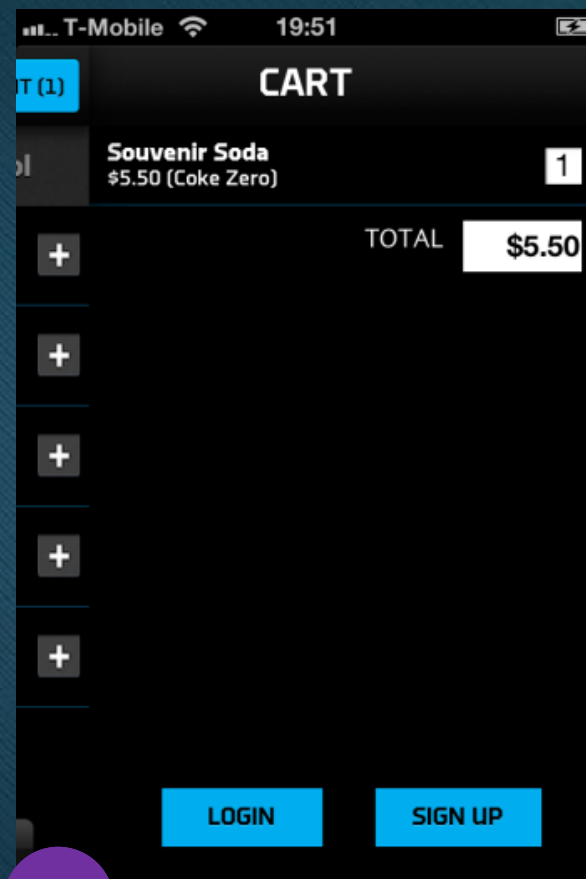 T-Mobile 19:51
(1)
CART
Souvenir Soda
$5.50 (Coke Zero)
1
TOTAL $5.50
LOGIN SIGN UP